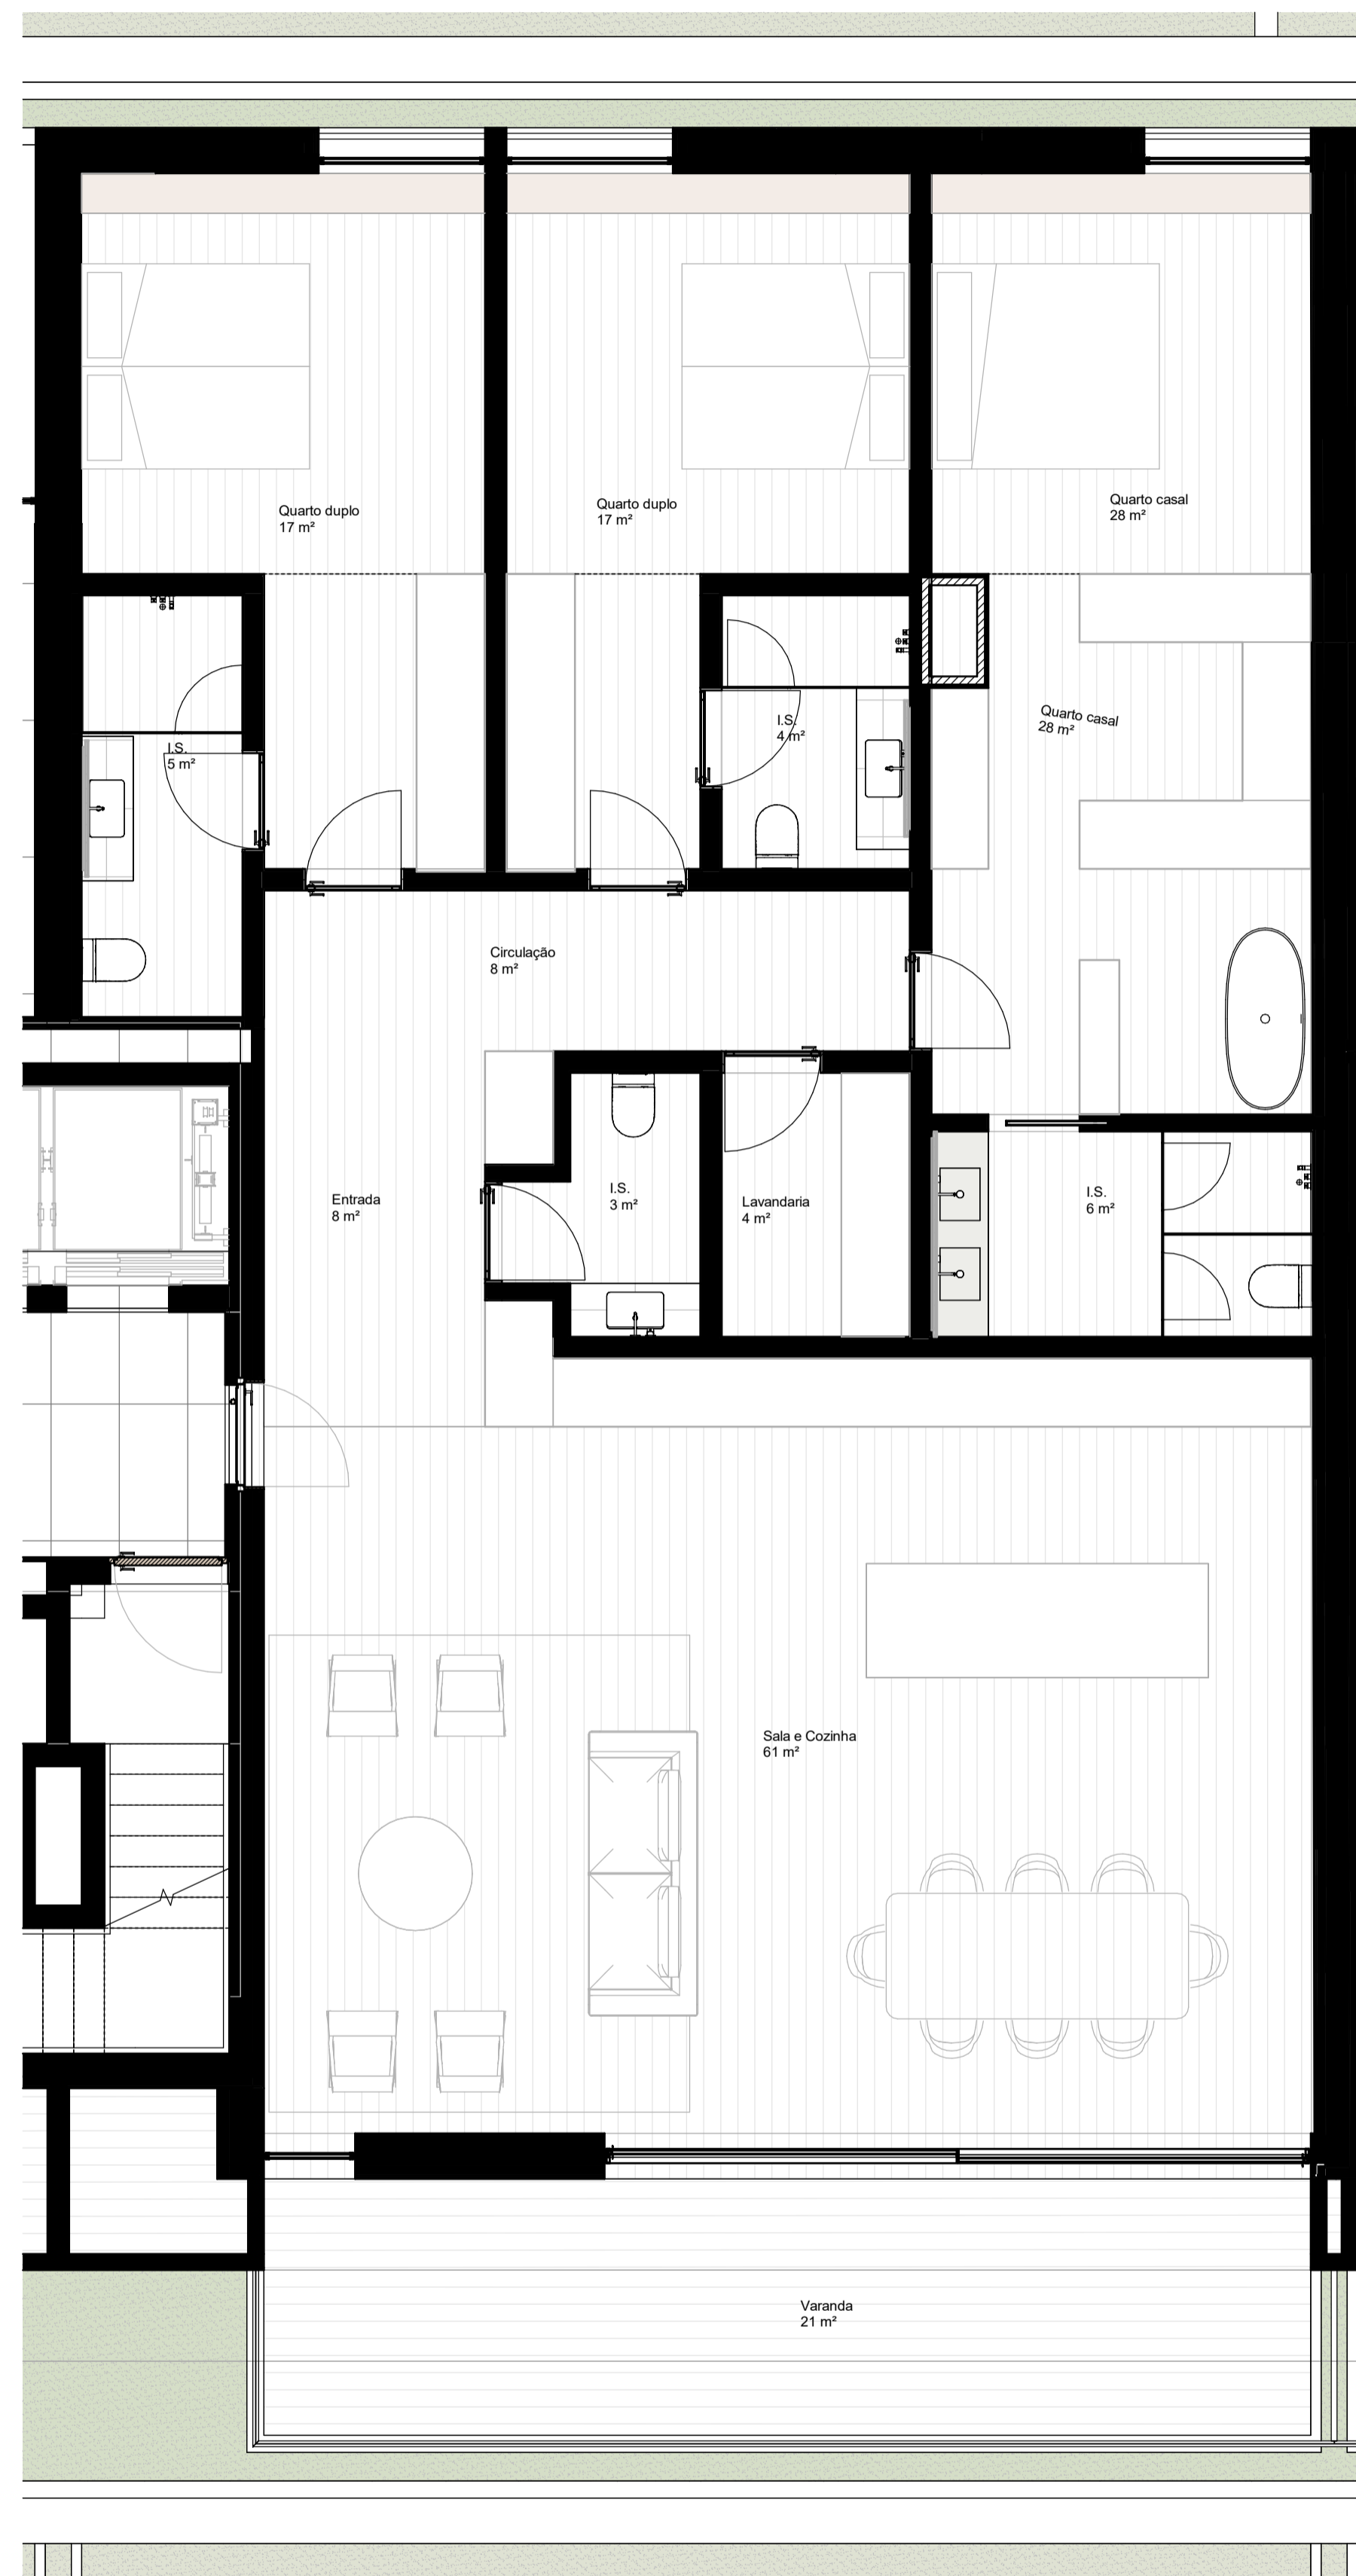 Quarto duplo
17 m²
Quarto duplo
17 m²
Quarto casal
28 m²
Quarto casal
28 m²
I.S.
4 m²
I.S.
5 m²
Circulação
8 m²
Entrada
8 m²
I.S.
3 m²
Lavandaria
4 m²
I.S.
6 m²
Sala e Cozinha
61 m²
Varanda
21 m²